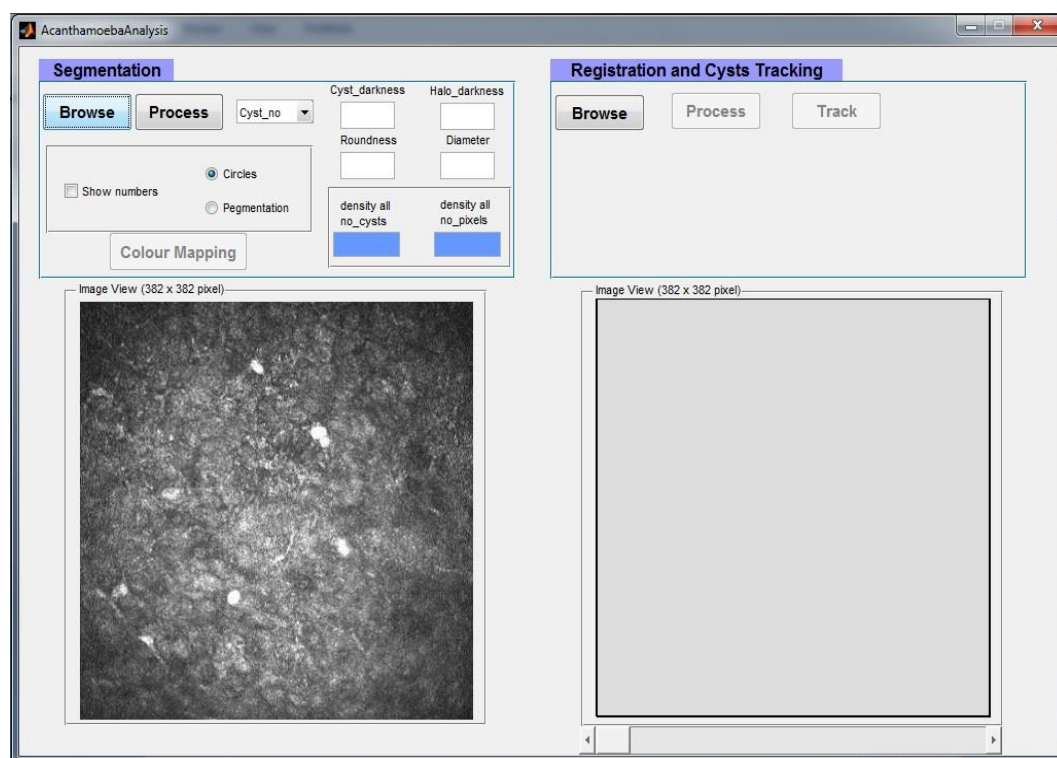 AcanthamoebaAnalysis
Segmentation
Browse
Process
Cyst_no
Cyst_darkness
Halo_darkness
Roundness
Diameter
Show numbers
Circles
Pegmentation
density all
no_cysts
density all
no_pixels
Colour Mapping
Image View (382 x 382 pixel)
Registration and Cysts Tracking
Browse
Process
Track
Image View (382 x 382 pixel)